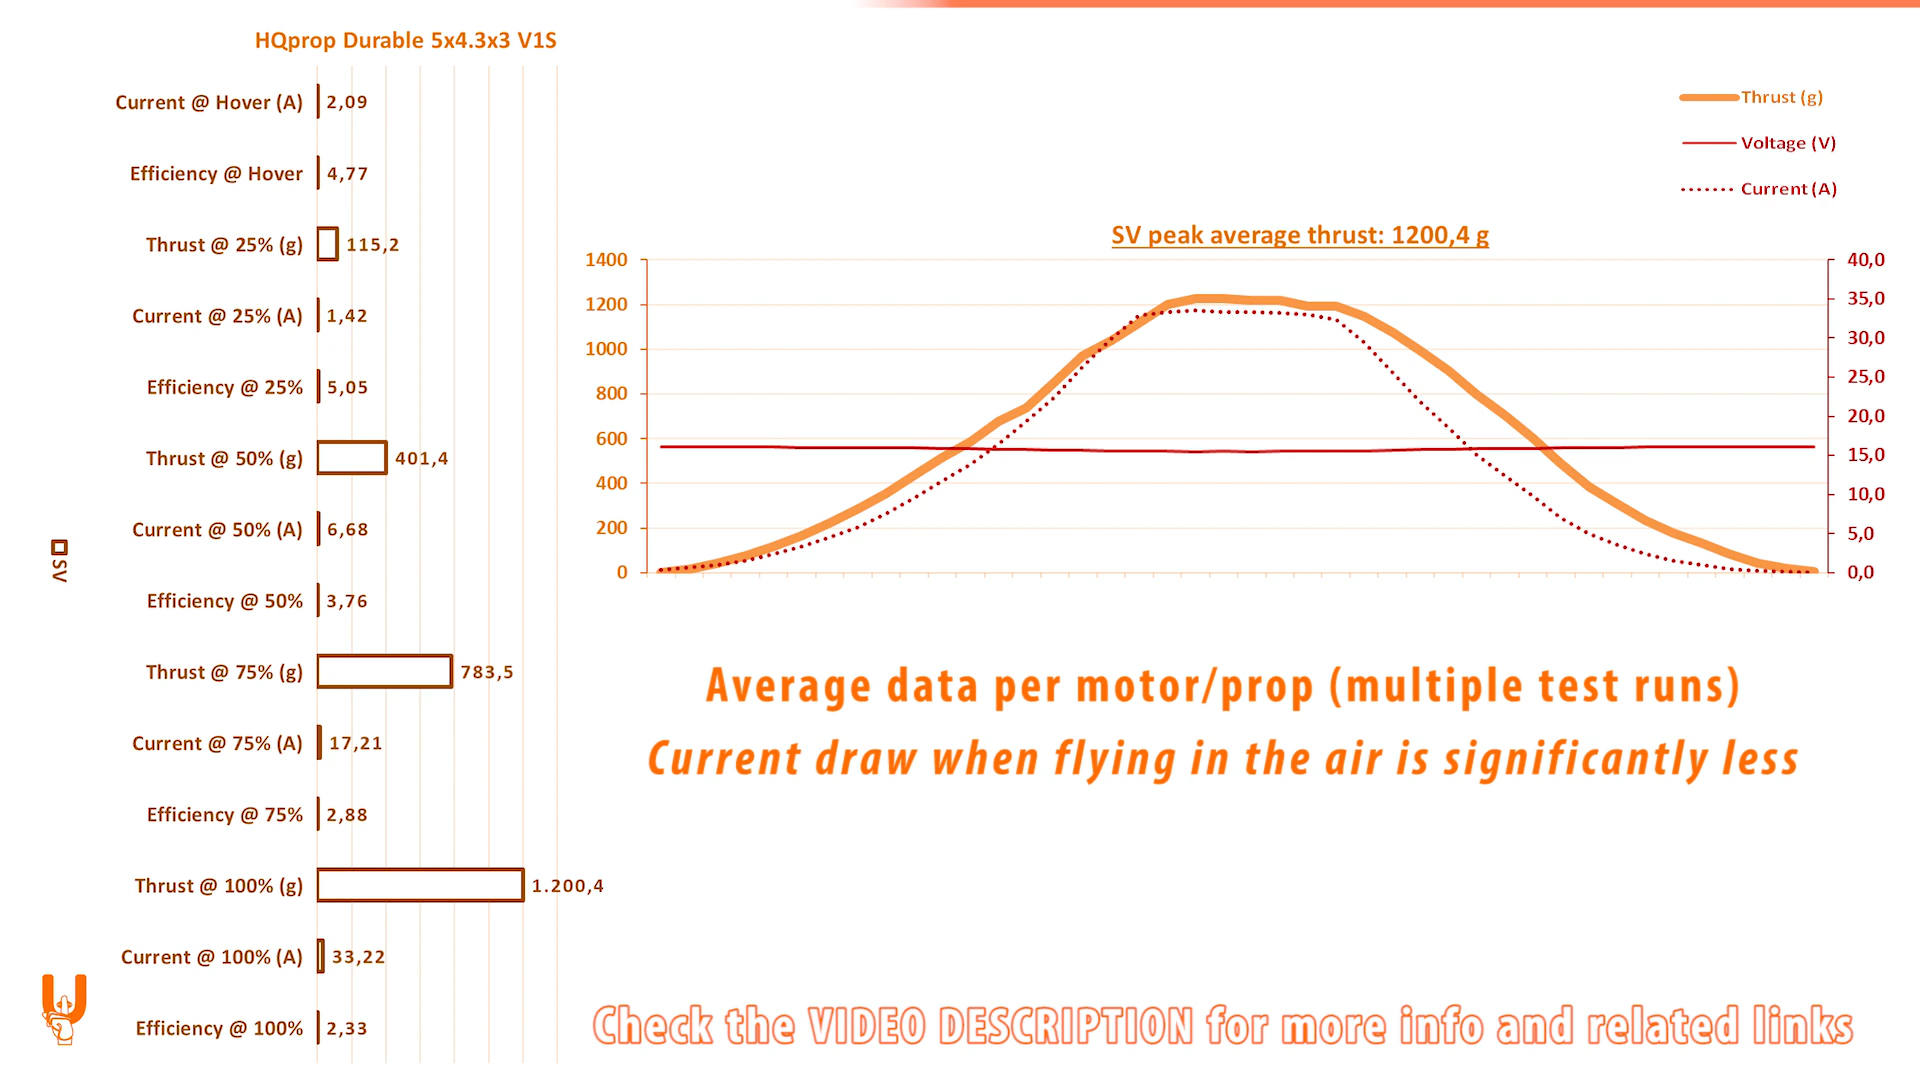 HQprop Durable 5x4.3x3 V1S
Current @ Hover (A) 2,09
Efficiency @ Hover 4,77
Thrust @ 25% (g) 115,2
Current @ 25% (A) 1,42
Efficiency @ 25% 5,05
Thrust @ 50% (g) 401,4
Current @ 50% (A) 6,68
Efficiency @ 50% 3,76
Thrust @ 75% (g) 783,5
Current @ 75% (A) 17,21
Efficiency @ 75% 2,88
Thrust @ 100% (g) 1.200,4
Current @ 100% (A) 33,22
Efficiency @ 100% 2,33
SV
Thrust (g)
Voltage (V)
Current (A)
SV peak average thrust: 1200,4 g
1400
1200
1000
800
600
400
200
0
40,0
35,0
30,0
25,0
20,0
15,0
10,0
5,0
0,0
Average data per motor/prop (multiple test runs)
Current draw when flying in the air is significantly less
Check the VIDEO DESCRIPTION for more info and related links